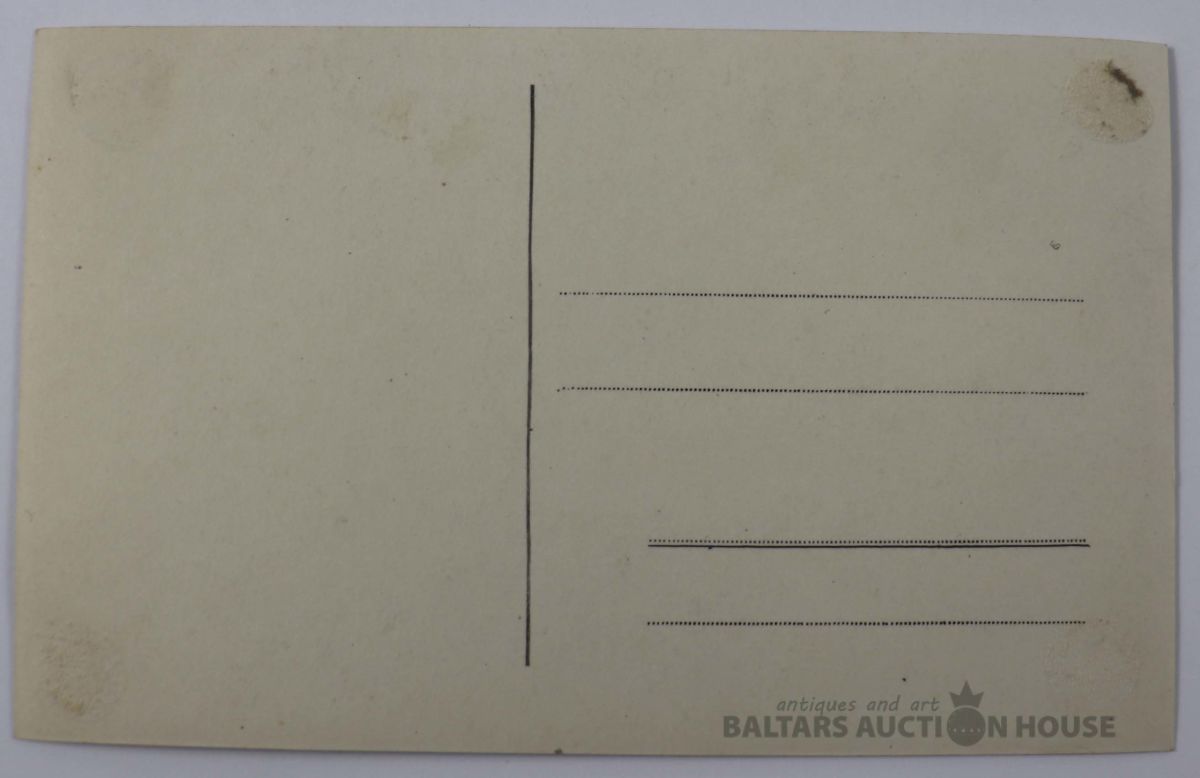 antiques and art
BALTARS AUCTION HOUSE